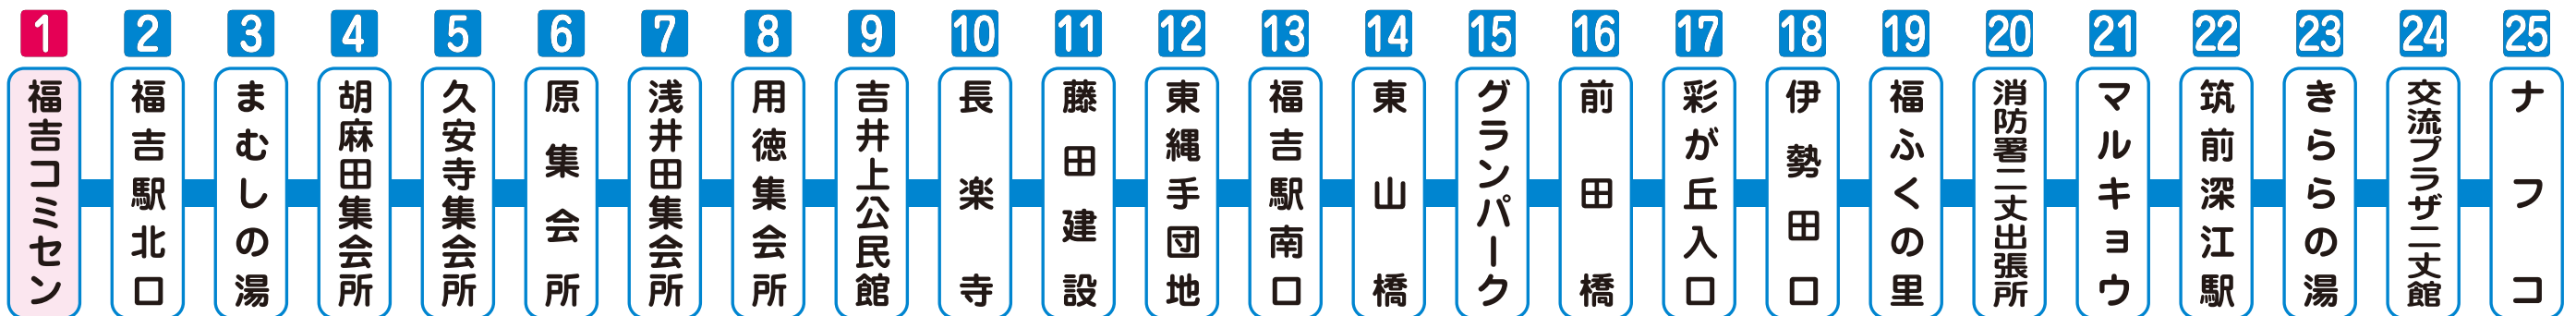 1
福吉コミセン
2
福吉駅北口
3
まむしの湯
4
胡麻田集会所
5
久安寺集会所
6
原集会所
7
浅井田集会所
8
用徳集会所
9
吉井上公民館
10
長楽寺
11
藤田建設
12
東縄手団地
13
福吉駅南口
14
東山橋
15
グランパーク
16
前田橋
17
彩が丘入口
18
伊勢田口
19
福ふくの里
20
消防署二丈出張所
21
マルキョウ
22
筑前深江駅
23
きららの湯
24
交流プラザ二丈館
25
ナフコ